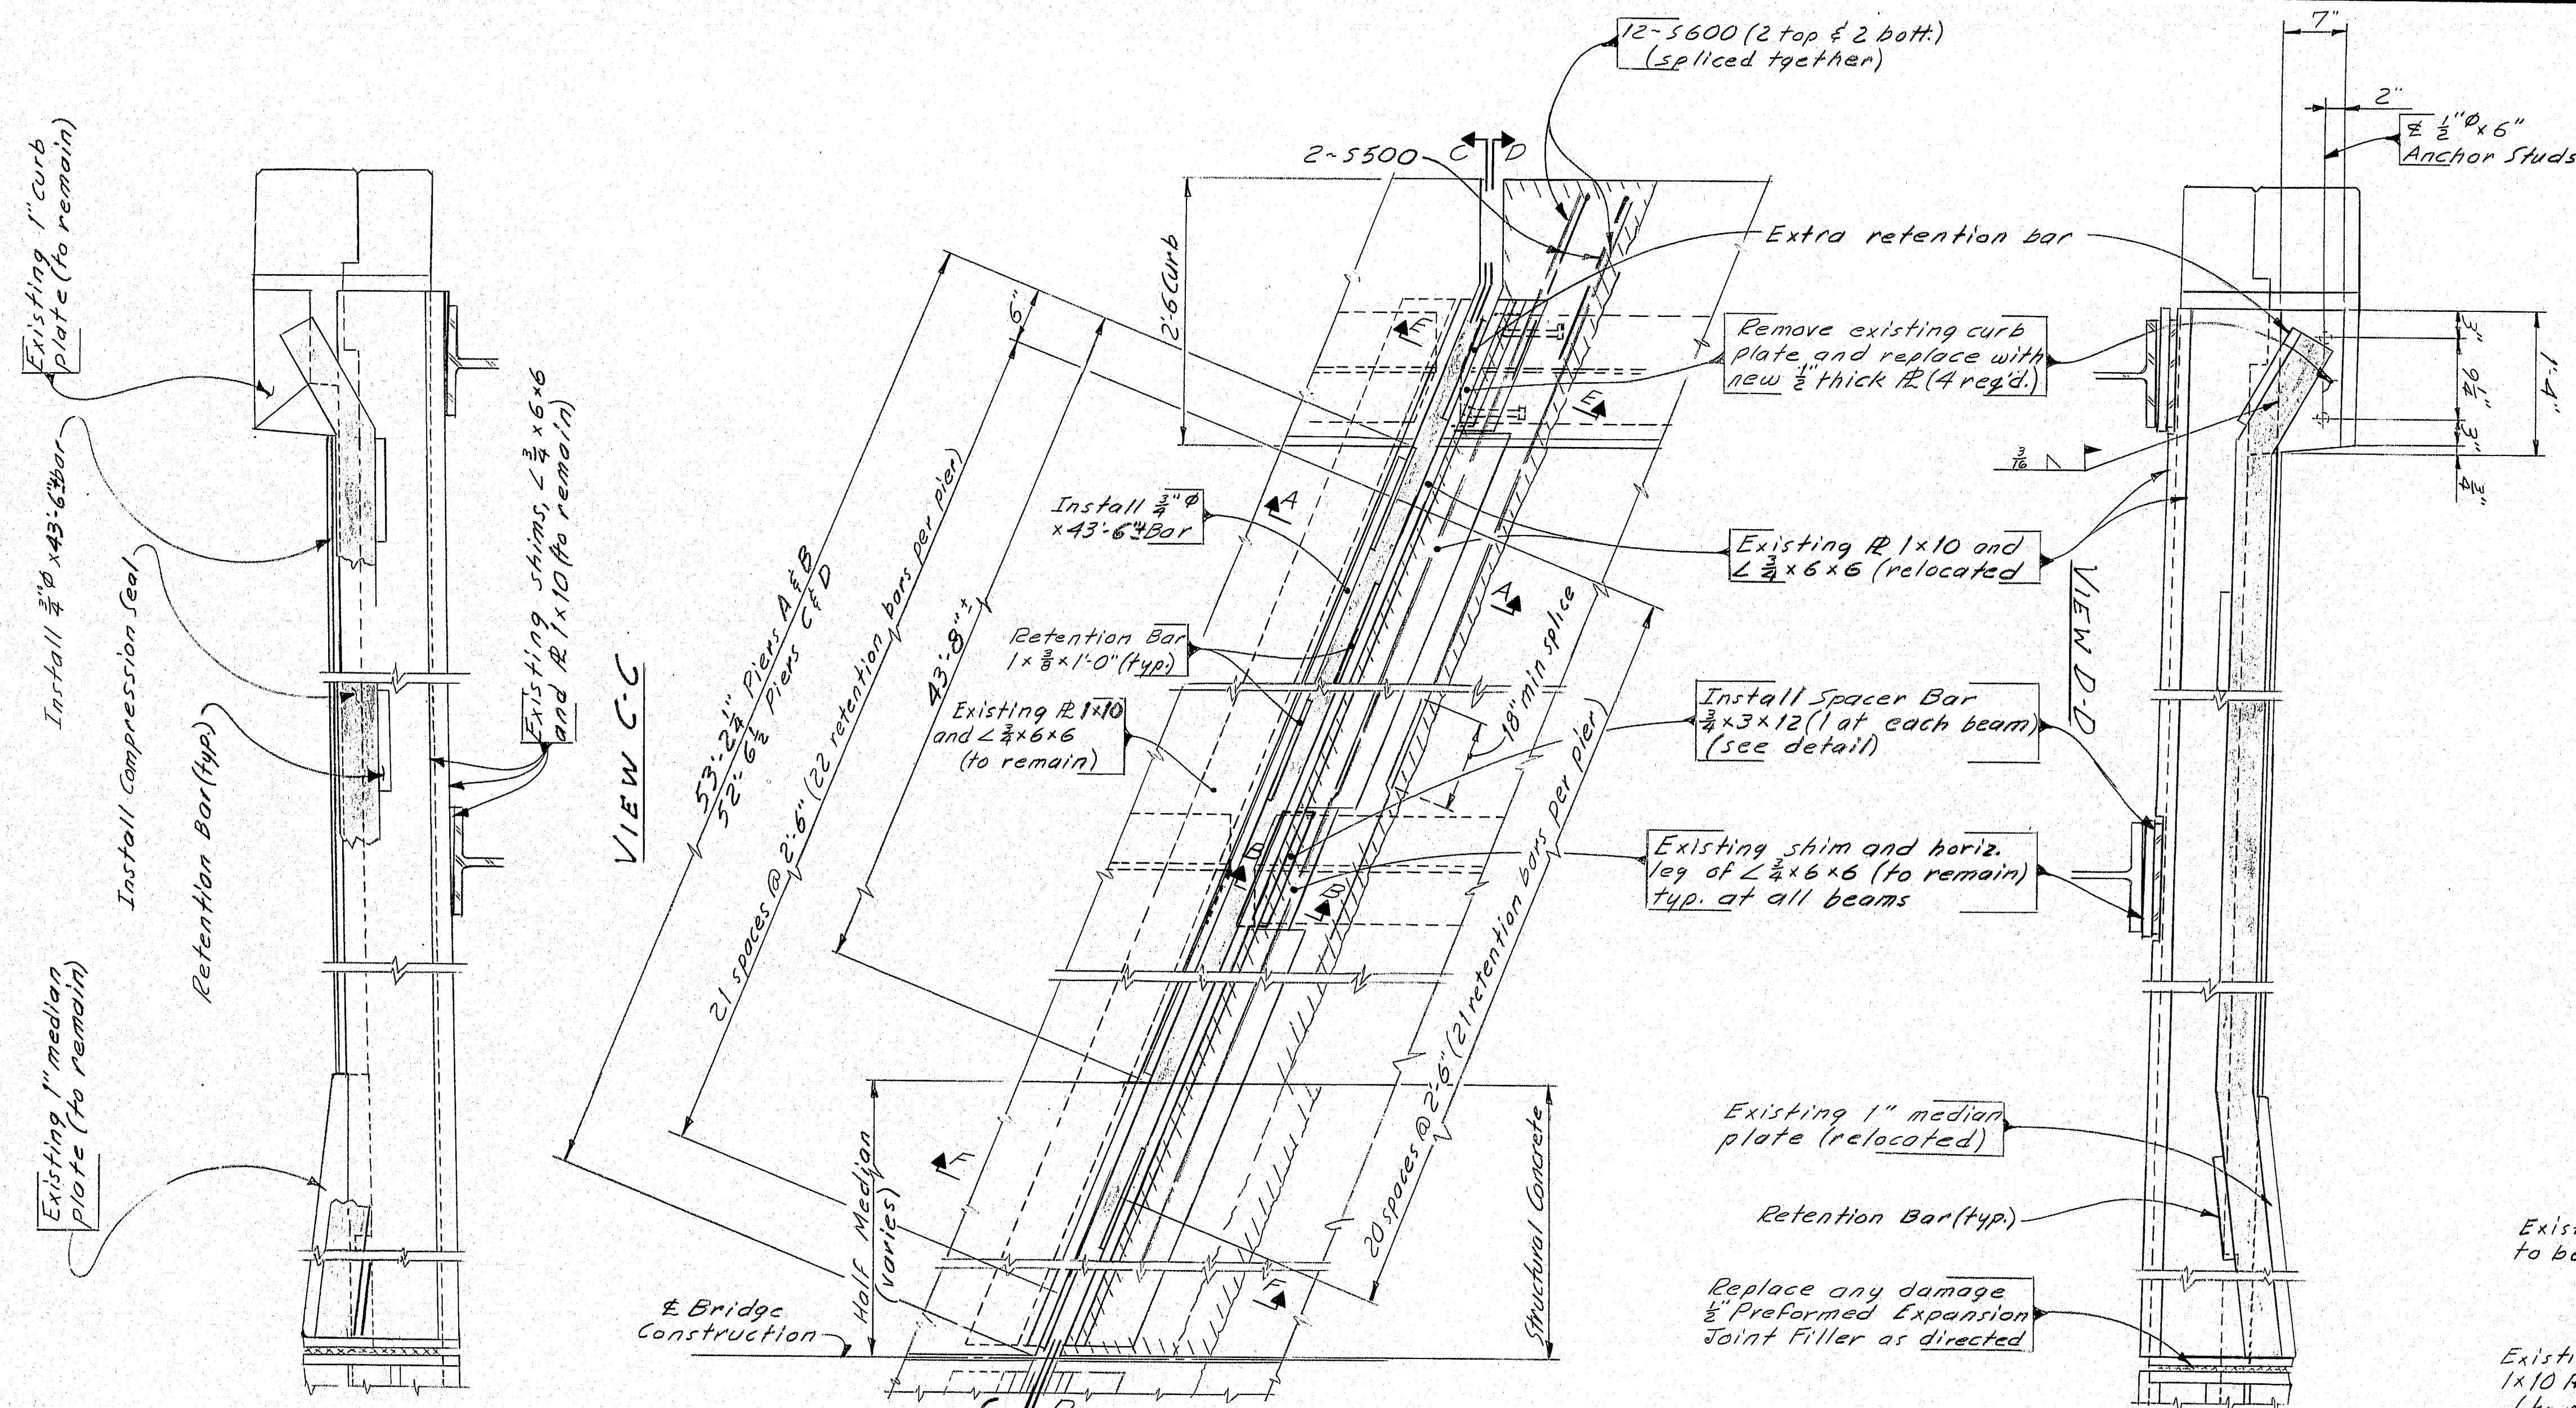 Existing 1" curb
plate (to remain)
Install 3/4" φ x 43'-6"± bar
Install Compression Seal
Retention Bar (typ.)
Existing 1" median
plate (to remain)
Existing shims, ∠ 3/4 x 6 x 6
and ℞ 1 x 10 (to remain)
VIEW C-C
53'-2 1/4" Piers A & B
52'-6 1/2" Piers C & D
21 spaces @ 2'-6" (22 retention bars per pier)
43'-8" ±
6"
2'-6 Curb
12~S600 (2 top & 2 bott.)
(spliced tgether)
2~S500
C D
Extra retention bar
E
E
Remove existing curb
plate and replace with
new 1/2" thick ℞ (4 req'd.)
Install 3/4" φ
x 43'-6"± Bar
A
A
Existing ℞ 1x10 and
∠ 3/4 x 6 x 6 (relocated
Retention Bar
1 x 3/8 x 1'-0" (typ.)
18" min splice
Existing ℞ 1x10
and ∠ 3/4 x 6 x 6
(to remain)
Install Spacer Bar
3/4 x 3 x 12 (1 at each beam)
(see detail)
B
B
Existing shim and horiz.
leg of ∠ 3/4 x 6 x 6 (to remain)
typ. at all beams
20 spaces @ 2'-6" (21 retention bars per pier)
F
F
Half Median
(varies)
Structural Concrete
℄ Bridge
Construction
C D
7"
2"
℄ 1/2" φ x 6"
Anchor Studs
3"
9 1/2"
3"
3/4"
1'-4"
3/16
VIEW D-D
Existing 1" median
plate (relocated)
Retention Bar (typ.)
Replace any damage
1/2" Preformed Expansion
Joint Filler as directed
to b
1x10